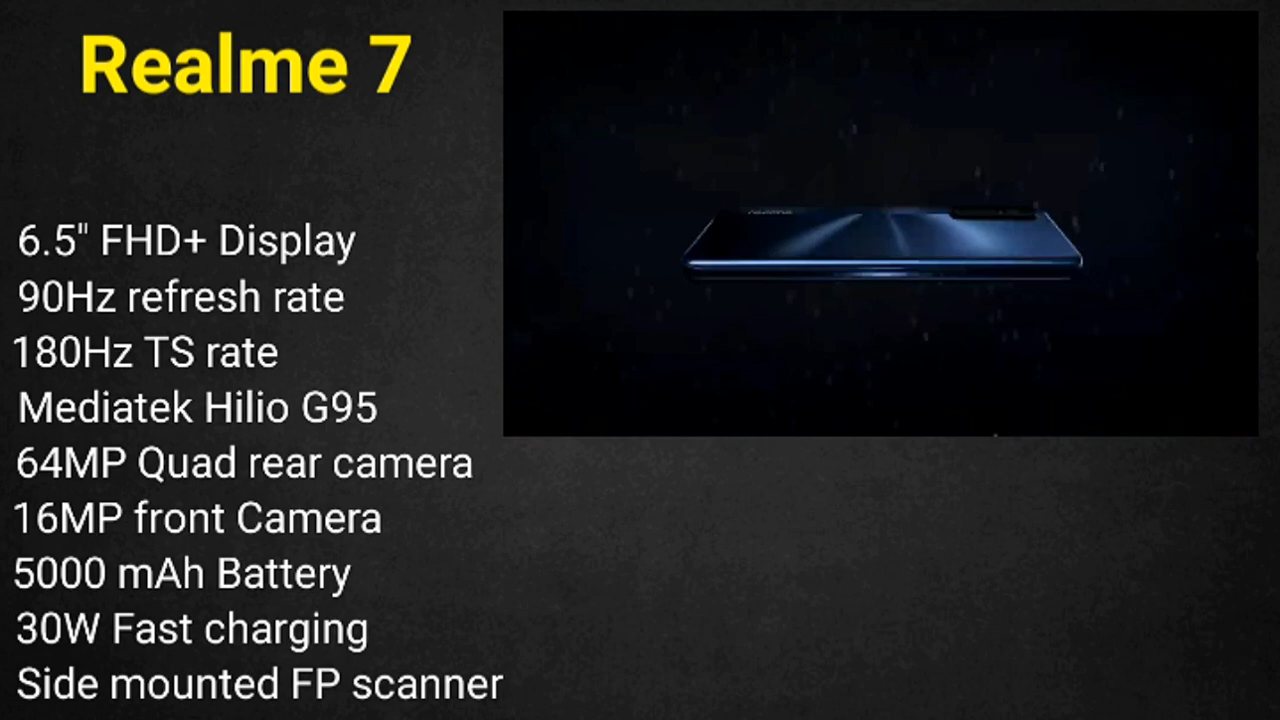 Realme 7
6.5" FHD+ Display
90Hz refresh rate
180Hz TS rate
Mediatek Hilio G95
64MP Quad rear camera
16MP front Camera
5000 mAh Battery
30W Fast charging
Side mounted FP scanner
realme